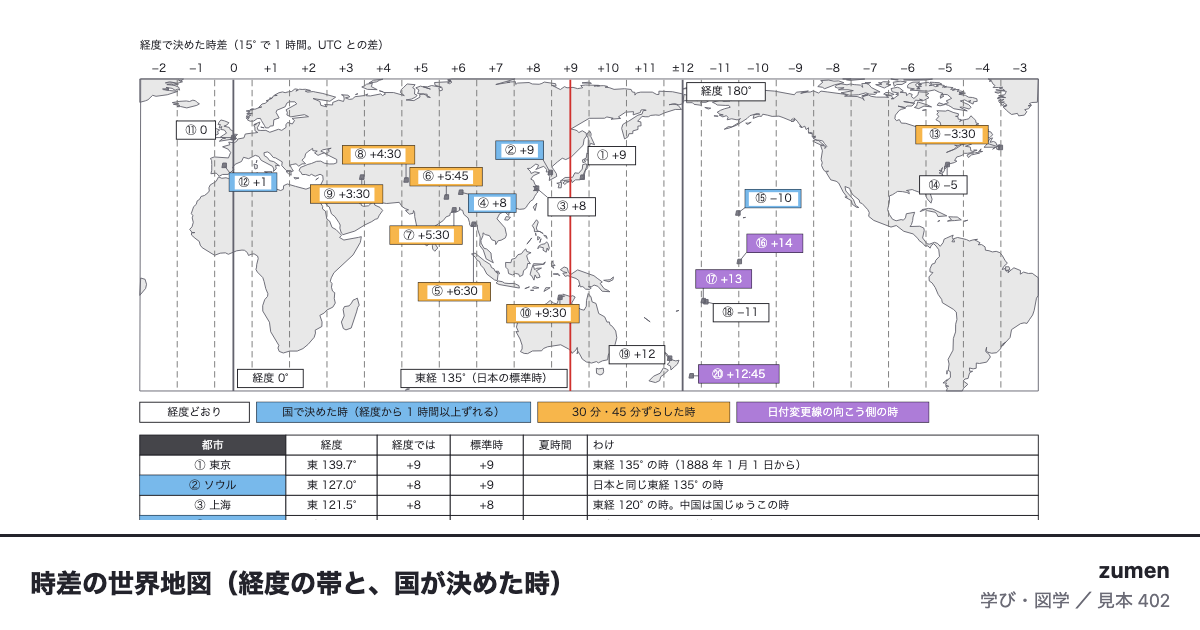 経度で決めた時差（15° で 1 時間。UTC との差）
−2 −1 0 +1 +2 +3 +4 +5 +6 +7 +8 +9 +10 +11 ±12 −11 −10 −9 −8 −7 −6 −5 −4 −3
経度 180°
⑪ 0
⑬ −3:30
⑧ +4:30
② +9
① +9
⑥ +5:45
⑫ +1
⑨ +3:30
⑭ −5
④ +8
③ +8
⑮ −10
⑦ +5:30
⑯ +14
⑰ +13
⑤ +6:30
⑩ +9:30
⑱ −11
⑲ +12
⑳ +12:45
経度 0°
東経 135°（日本の標準時）
経度どおり 国で決めた時（経度から 1 時間以上ずれる） 30 分・45 分ずらした時 日付変更線の向こう側の時
都市 経度 経度では 標準時 夏時間 わけ
① 東京 東 139.7° +9 +9 東経 135° の時（1888 年 1 月 1 日から）
② ソウル 東 127.0° +8 +9 日本と同じ東経 135° の時
③ 上海 東 121.5° +8 +8 東経 120° の時。中国は国じゅうこの時
時差の世界地図（経度の帯と、国が決めた時）
zumen
学び・図学 ／ 見本 402